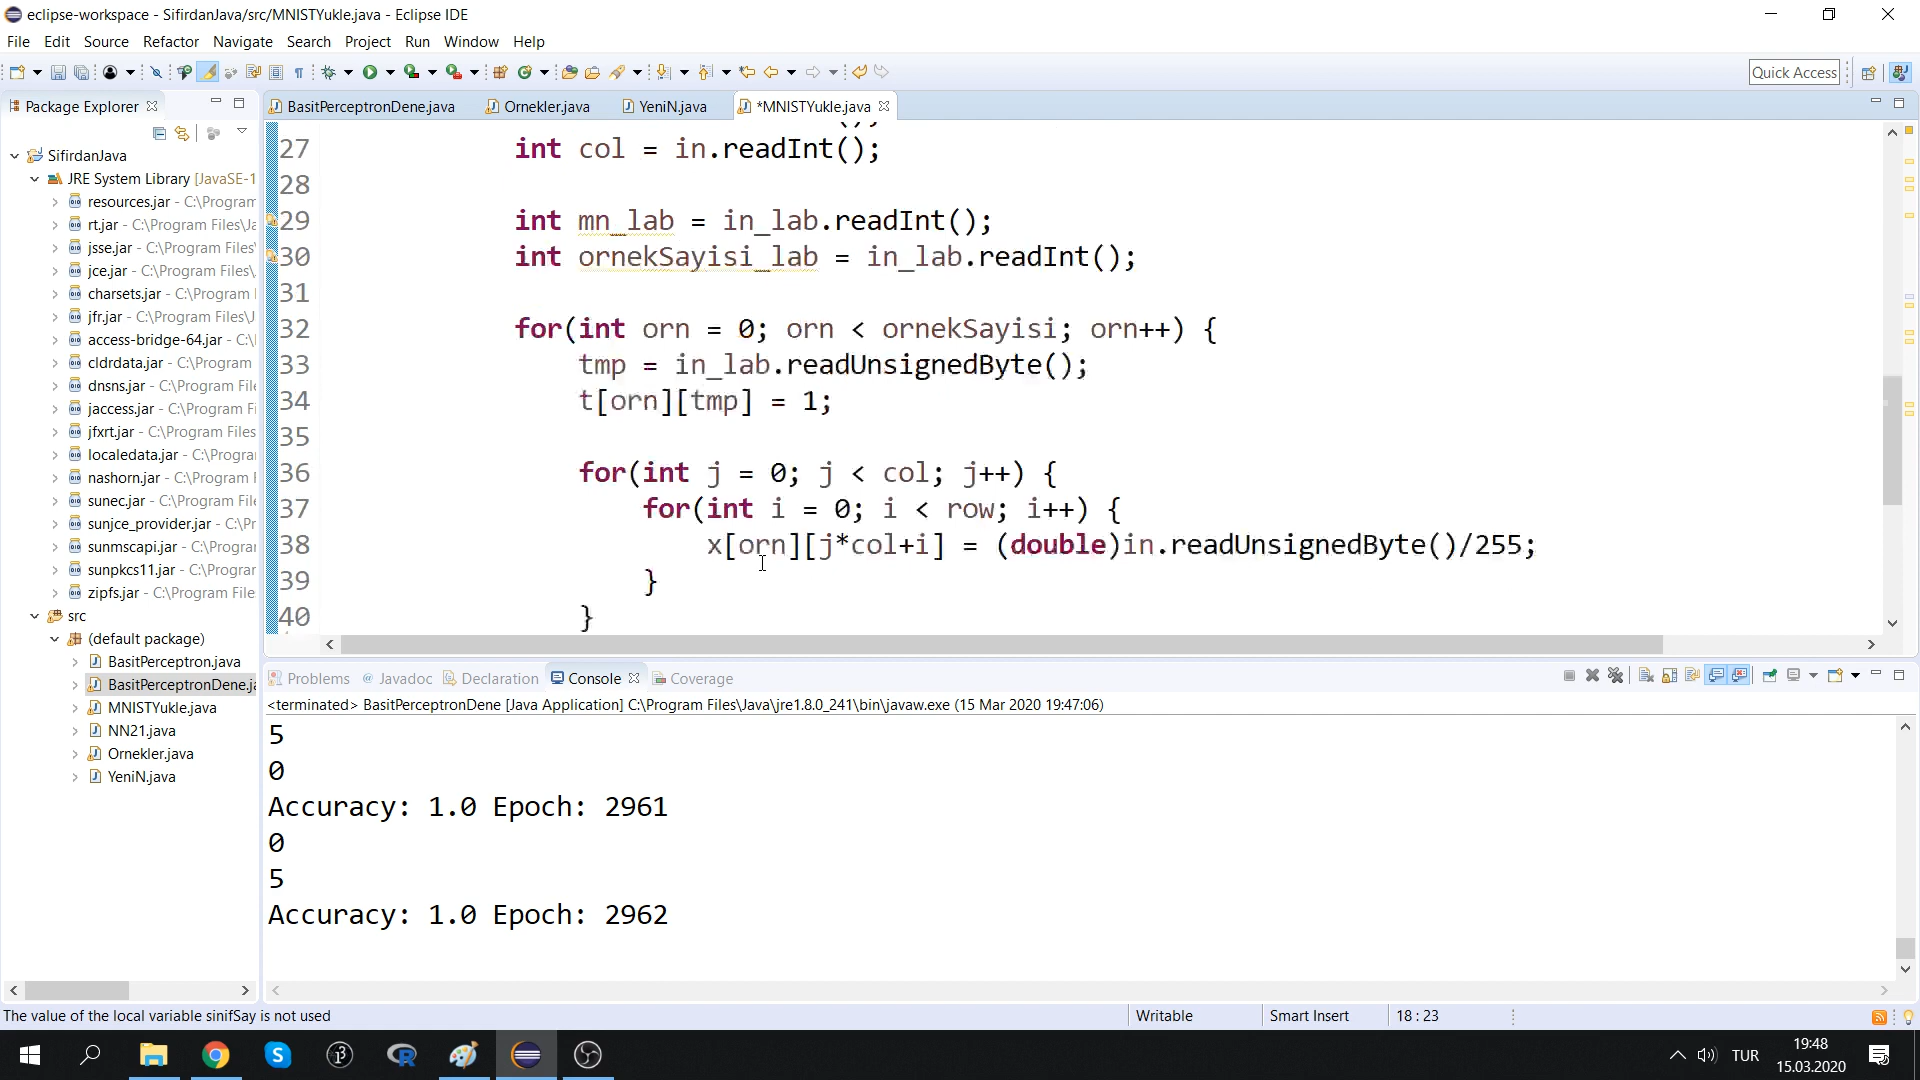 eclipse-workspace - SifirdanJava/src/MNISTYukle.java - Eclipse IDE
File Edit Source Refactor Navigate Search Project Run Window Help
Quick Access
Package Explorer
BasitPerceptronDene.java
Ornekler.java
YeniN.java
*MNISTYukle.java
SifirdanJava
JRE System Library [JavaSE-1
resources.jar - C:\Program
rt.jar - C:\Program Files\Ja
jsse.jar - C:\Program Files\
jce.jar - C:\Program Files\
charsets.jar - C:\Program
jfr.jar - C:\Program Files\J
access-bridge-64.jar - C:\
cldrdata.jar - C:\Program
dnsns.jar - C:\Program File
jaccess.jar - C:\Program F
jfxrt.jar - C:\Program Files
localedata.jar - C:\Progra
nashorn.jar - C:\Program
sunec.jar - C:\Program File
sunjce_provider.jar - C:\Pr
sunmscapi.jar - C:\Progra
sunpkcs11.jar - C:\Progra
zipfs.jar - C:\Program File
src
(default package)
BasitPerceptron.java
BasitPerceptronDene.ja
MNISTYukle.java
NN21.java
Ornekler.java
YeniN.java
27 int col = in.readInt();
28
29 int mn_lab = in_lab.readInt();
30 int ornekSayisi_lab = in_lab.readInt();
31
32 for(int orn = 0; orn < ornekSayisi; orn++) {
33 tmp = in_lab.readUnsignedByte();
34 t[orn][tmp] = 1;
35
36 for(int j = 0; j < col; j++) {
37 for(int i = 0; i < row; i++) {
38 x[orn][j*col+i] = (double)in.readUnsignedByte()/255;
39 }
40 }
Problems @ Javadoc Declaration Console Coverage
<terminated> BasitPerceptronDene [Java Application] C:\Program Files\Java\jre1.8.0_241\bin\javaw.exe (15 Mar 2020 19:47:06)
5
0
Accuracy: 1.0 Epoch: 2961
0
5
Accuracy: 1.0 Epoch: 2962
The value of the local variable sinifSay is not used
Writable
Smart Insert
18 : 23
TUR
19:48
15.03.2020